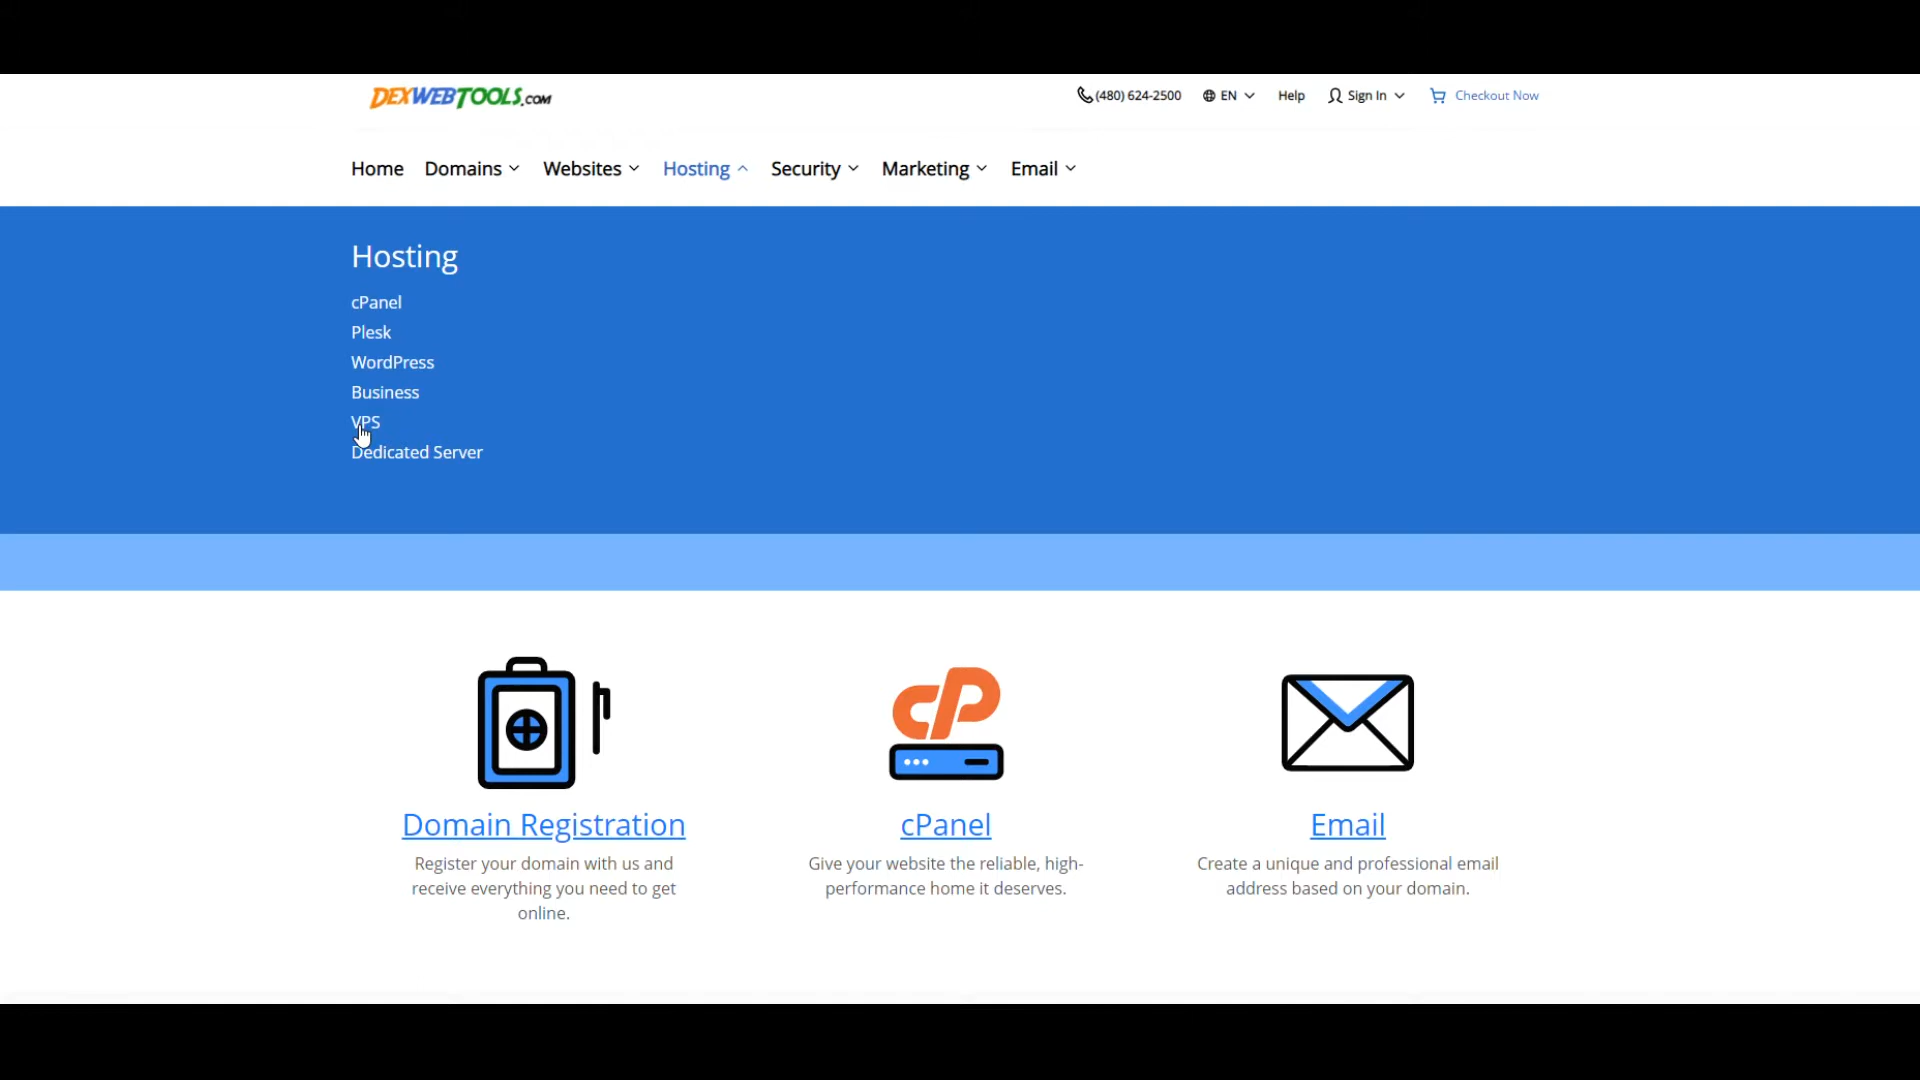 DEXWEBTOOLS.COM
(480) 624-2500 EN Help Sign In Checkout Now
Home Domains Websites Hosting Security Marketing Email
Hosting
cPanel
Plesk
WordPress
Business
VPS
Dedicated Server
cP
Domain Registration
Register your domain with us and
receive everything you need to get
online.
cPanel
Give your website the reliable, high-
performance home it deserves.
Email
Create a unique and professional email
address based on your domain.